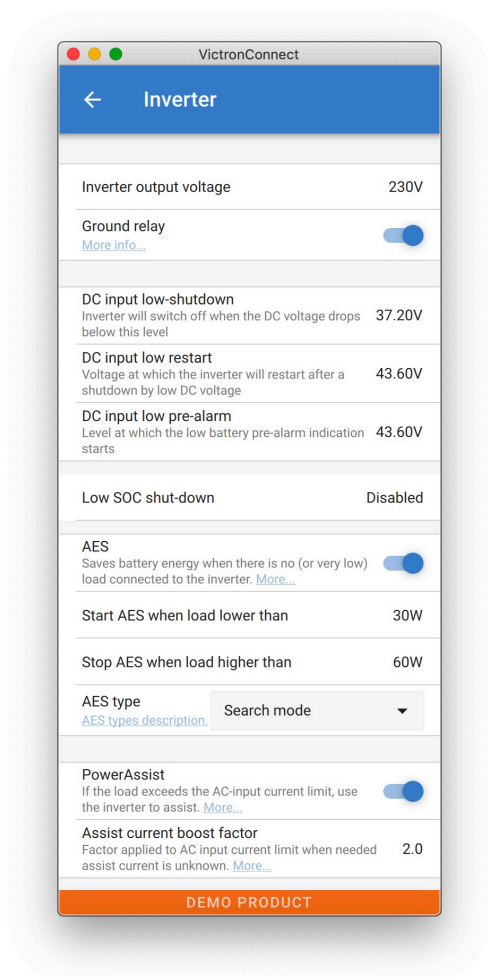 VictronConnect
Inverter
Inverter output voltage 230V
Ground relay
More info...
DC input low-shutdown
Inverter will switch off when the DC voltage drops 37.20V
below this level
DC input low restart
Voltage at which the inverter will restart after a 43.60V
shutdown by low DC voltage
DC input low pre-alarm
Level at which the low battery pre-alarm indication 43.60V
starts
Low SOC shut-down Disabled
AES
Saves battery energy when there is no (or very low)
load connected to the inverter. More...
Start AES when load lower than 30W
Stop AES when load higher than 60W
AES type
AES types description. Search mode
PowerAssist
If the load exceeds the AC-input current limit, use
the inverter to assist. More...
Assist current boost factor
Factor applied to AC input current limit when needed 2.0
assist current is unknown. More...
DEMO PRODUCT